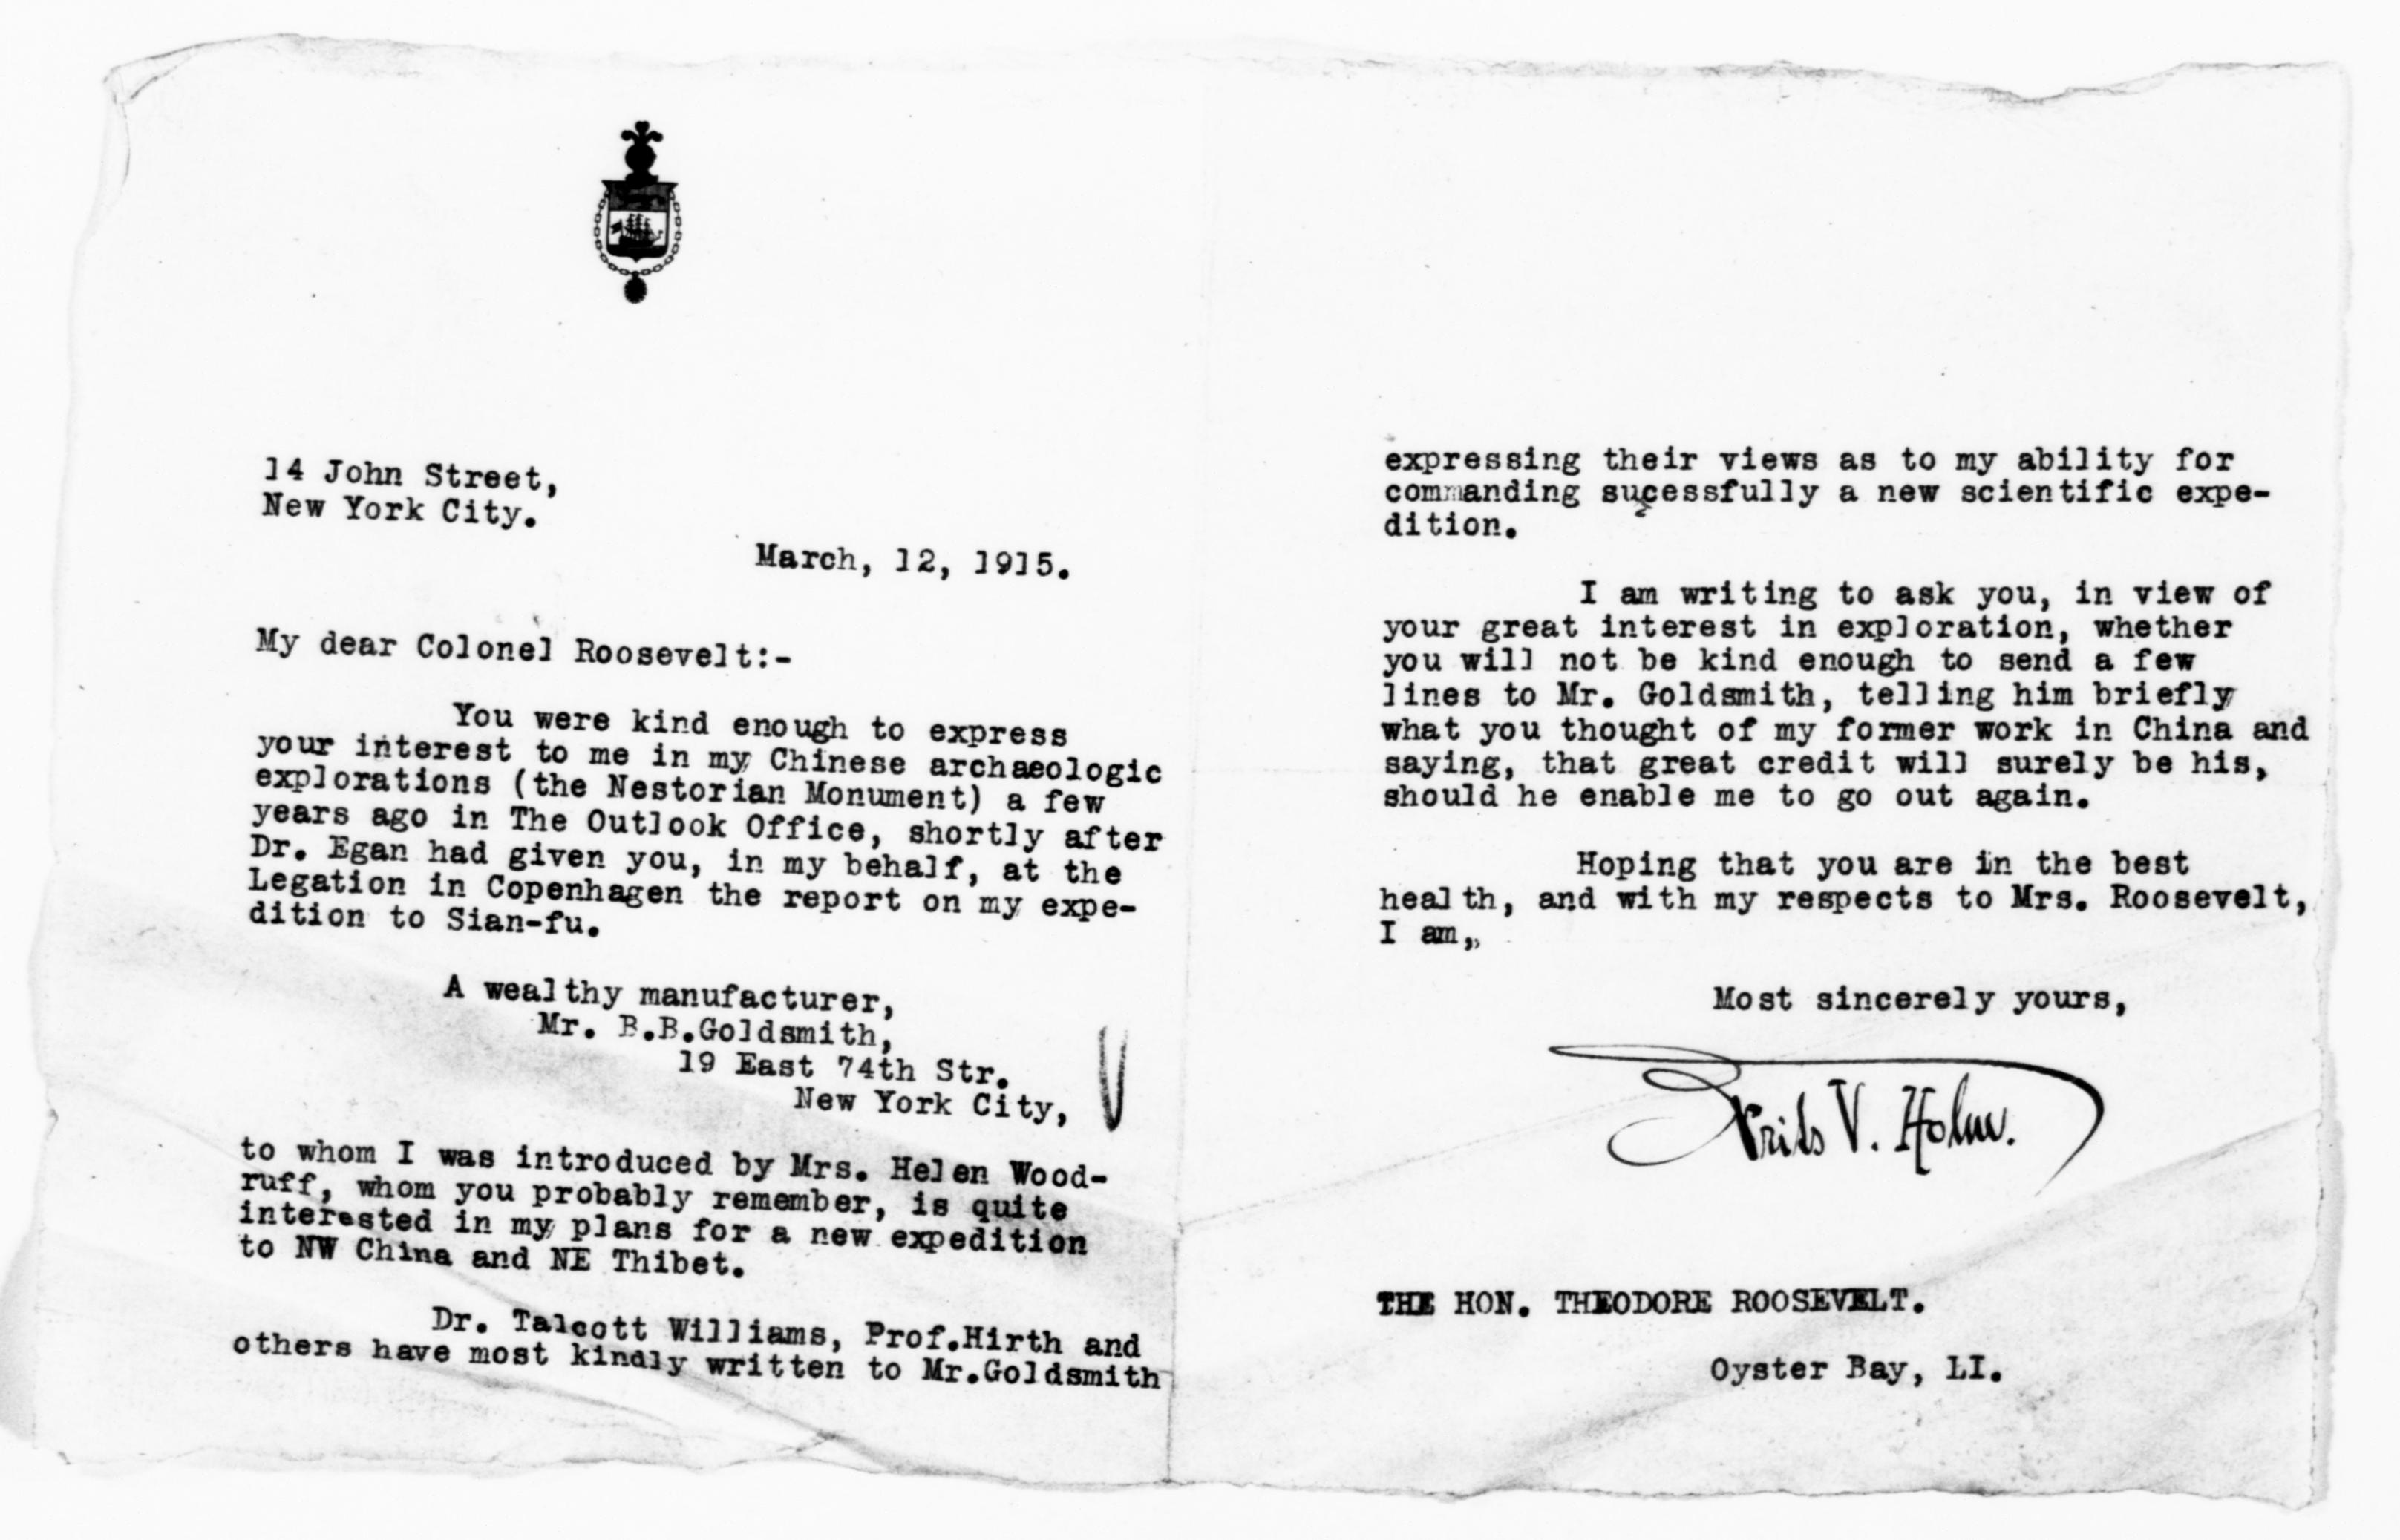 14 John Street,
New York City.
March, 12, 1915.
My dear Colonel Roosevelt:-
You were kind enough to express
your interest to me in my Chinese archaeologic
explorations (the Nestorian Monument) a few
years ago in The Outlook Office, shortly after
Dr. Egan had given you, in my behalf, at the
Legation in Copenhagen the report on my expe-
dition to Sian-fu.
A wealthy manufacturer,
Mr. B.B.Goldsmith,
19 East 74th Str.
New York City,
to whom I was introduced by Mrs. Helen Wood-
ruff, whom you probably remember, is quite
interested in my plans for a new expedition
to NW China and NE Thibet.
Dr. Talcott Williams, Prof.Hirth and
others have most kindly written to Mr.Goldsmith
expressing their views as to my ability for
commanding sucessfully a new scientific expe-
dition.
I am writing to ask you, in view of
your great interest in exploration, whether
you will not be kind enough to send a few
lines to Mr. Goldsmith, telling him briefly
what you thought of my former work in China and
saying, that great credit will surely be his,
should he enable me to go out again.
Hoping that you are in the best
health, and with my respects to Mrs. Roosevelt,
I am,,
Most sincerely yours,
Frits V. Holm.
THE HON. THEODORE ROOSEVELT.
Oyster Bay, LI.